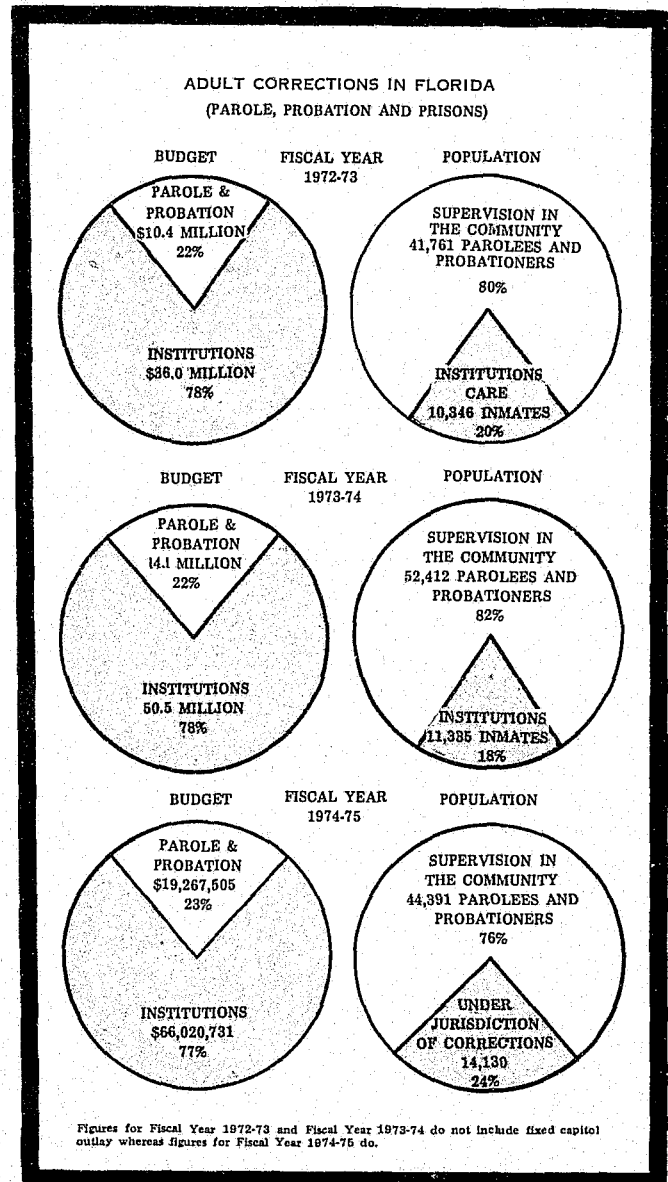 ADULT CORRECTIONS IN FLORIDA
(PAROLE, PROBATION AND PRISONS)
BUDGET
FISCAL YEAR
1972-73
POPULATION
PAROLE &
PROBATION
$10.4 MILLION
22%
INSTITUTIONS
$36.0 MILLION
78%
SUPERVISION IN
THE COMMUNITY
41,761 PAROLEES AND
PROBATIONERS
80%
INSTITUTIONS
CARE
10,346 INMATES
20%
BUDGET
FISCAL YEAR
1973-74
POPULATION
PAROLE &
PROBATION
14.1 MILLION
22%
INSTITUTIONS
50.5 MILLION
78%
SUPERVISION IN
THE COMMUNITY
52,412 PAROLEES AND
PROBATIONERS
82%
INSTITUTIONS
11,335 INMATES
18%
BUDGET
FISCAL YEAR
1974-75
POPULATION
PAROLE &
PROBATION
$19,267,505
23%
INSTITUTIONS
$66,020,731
77%
SUPERVISION IN
THE COMMUNITY
44,391 PAROLEES AND
PROBATIONERS
76%
UNDER
JURISDICTION
OF CORRECTIONS
14,130
24%
Figures for Fiscal Year 1972-73 and Fiscal Year 1973-74 do not include fixed capitol
outlay whereas figures for Fiscal Year 1974-75 do.